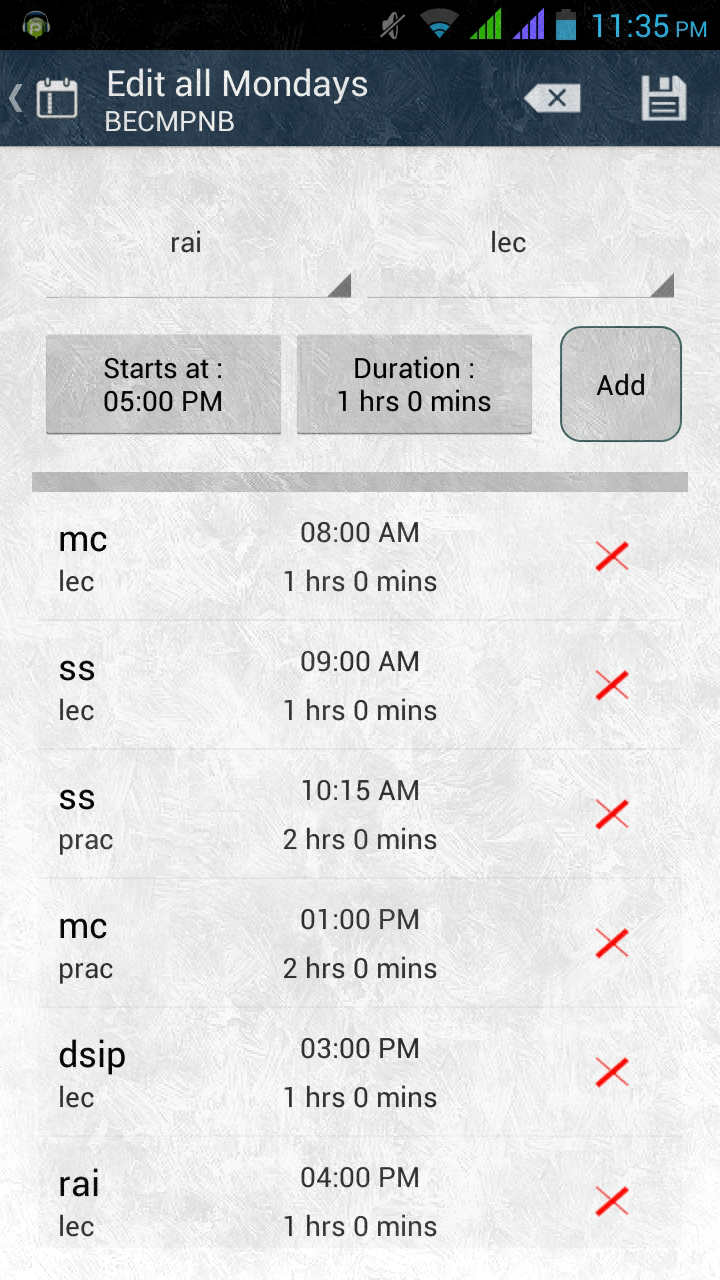 11:35 PM
Edit all Mondays
BECMPNB
rai
lec
Starts at :
05:00 PM
Duration :
1 hrs 0 mins
Add
mc
08:00 AM
lec
1 hrs 0 mins
ss
09:00 AM
lec
1 hrs 0 mins
ss
10:15 AM
prac
2 hrs 0 mins
mc
01:00 PM
prac
2 hrs 0 mins
dsip
03:00 PM
lec
1 hrs 0 mins
rai
04:00 PM
lec
1 hrs 0 mins